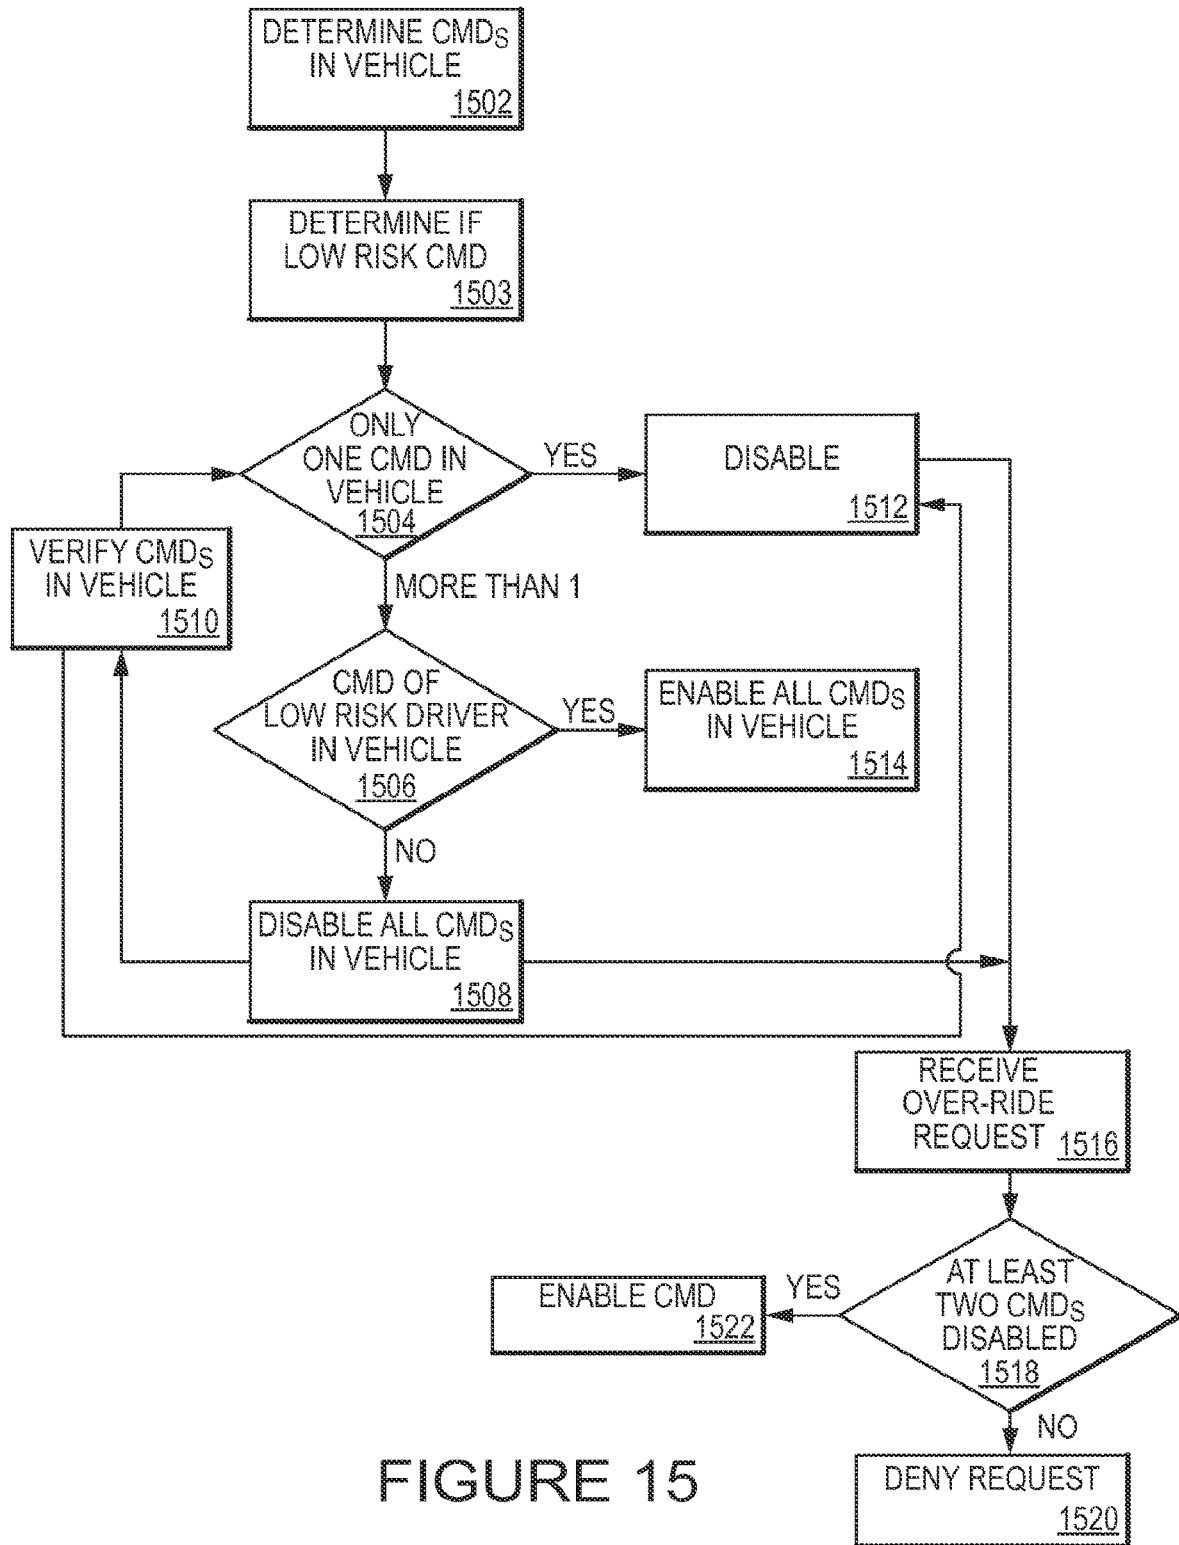 DETERMINE CMDS
IN VEHICLE
1502
DETERMINE IF
LOW RISK CMD
1503
ONLY
ONE CMD IN
VEHICLE
1504
YES
DISABLE
1512
VERIFY CMDS
IN VEHICLE
1510
MORE THAN 1
CMD OF
LOW RISK DRIVER
IN VEHICLE
1506
YES
ENABLE ALL CMDS
IN VEHICLE
1514
NO
DISABLE ALL CMDS
IN VEHICLE
1508
RECEIVE
OVER-RIDE
REQUEST
1516
AT LEAST
TWO CMDS
DISABLED
1518
YES
ENABLE CMD
1522
NO
DENY REQUEST
1520
FIGURE 15